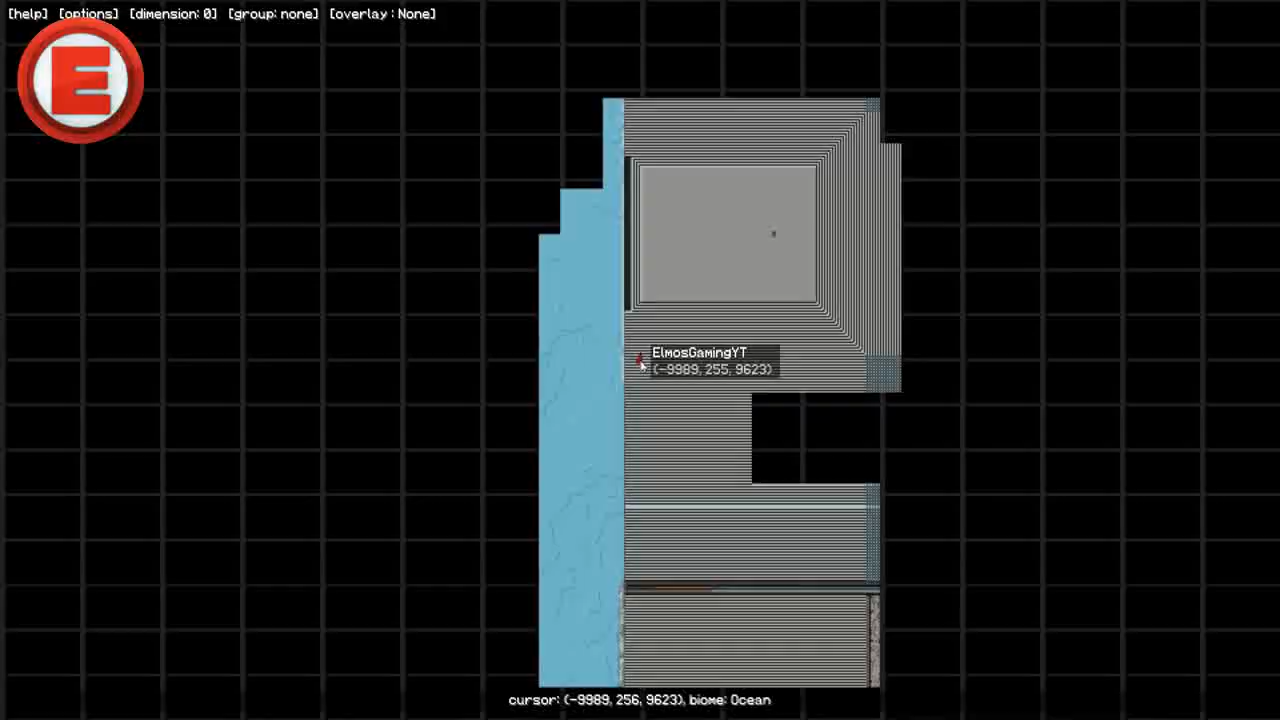 [help] [options] [dimension: 0] [group: none] [overlay : None]
E
ElmosGamingYT
(-9989, 255, 9623)
cursor: (-9989, 256, 9623), biome: Ocean